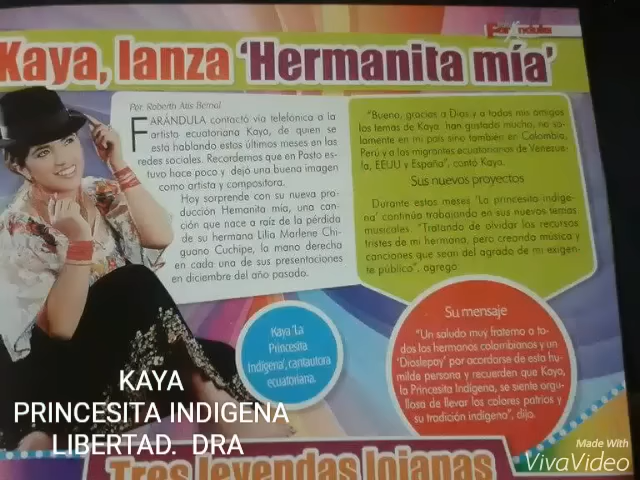 Farándula
Kaya, lanza 'Hermanita mía'
Por Roberth Atis Bernal
FARÁNDULA contactó vía telefonica a la
artista ecuatoriana Kaya, de quien se
está hablando estos últimos meses en las
redes sociales. Recordemos que en Pasto es-
tuvo hace poco y dejó una buena imagen
como artista y compositora.
Hoy sorprende con su nueva pro-
ducción Hemanita mía, una can-
ción que nace a raíz de la pérdida
de su hermana Lilia Marlene Chi-
guano Cuchipe, la mano derecha
en cada una de sus presentaciones
en diciembre del año pasado.
"Bueno, gracias a Dios y a todos mis amigos
los temas de Kaya han gustado mucho, no so-
lamente en mi país sino también en Colombia,
Perú y a los migrantes ecuatorianos de Venezue-
la, EEUU y España", contó Kaya.
Sus nuevos proyectos
Durante estos meses 'La princesita indíge-
na' continúa trabajando en sus nuevos temas
musicales. "Tratando de olvidar los recursos
tristes de mi hermana, pero creando música y
canciones que sean del agrado de mi exigen-
te público", agregó
Kaya 'La
Princesita
Indígena', cantautora
ecuatoriana.
Su mensaje
"Un saludo muy fraterno a to-
dos los hermanos colombianos y un
'Dioslepay' por acordarse de esta hu-
milde persona y recuerden que Kaya,
la Princesita Indígena, se siente orgu-
llosa de llevar los colores patrios y
su tradición indígena", dijo.
KAYA
PRINCESITA INDIGENA
LIBERTAD. DRA
Tres leyendas lojanas
Made With
VivaVideo